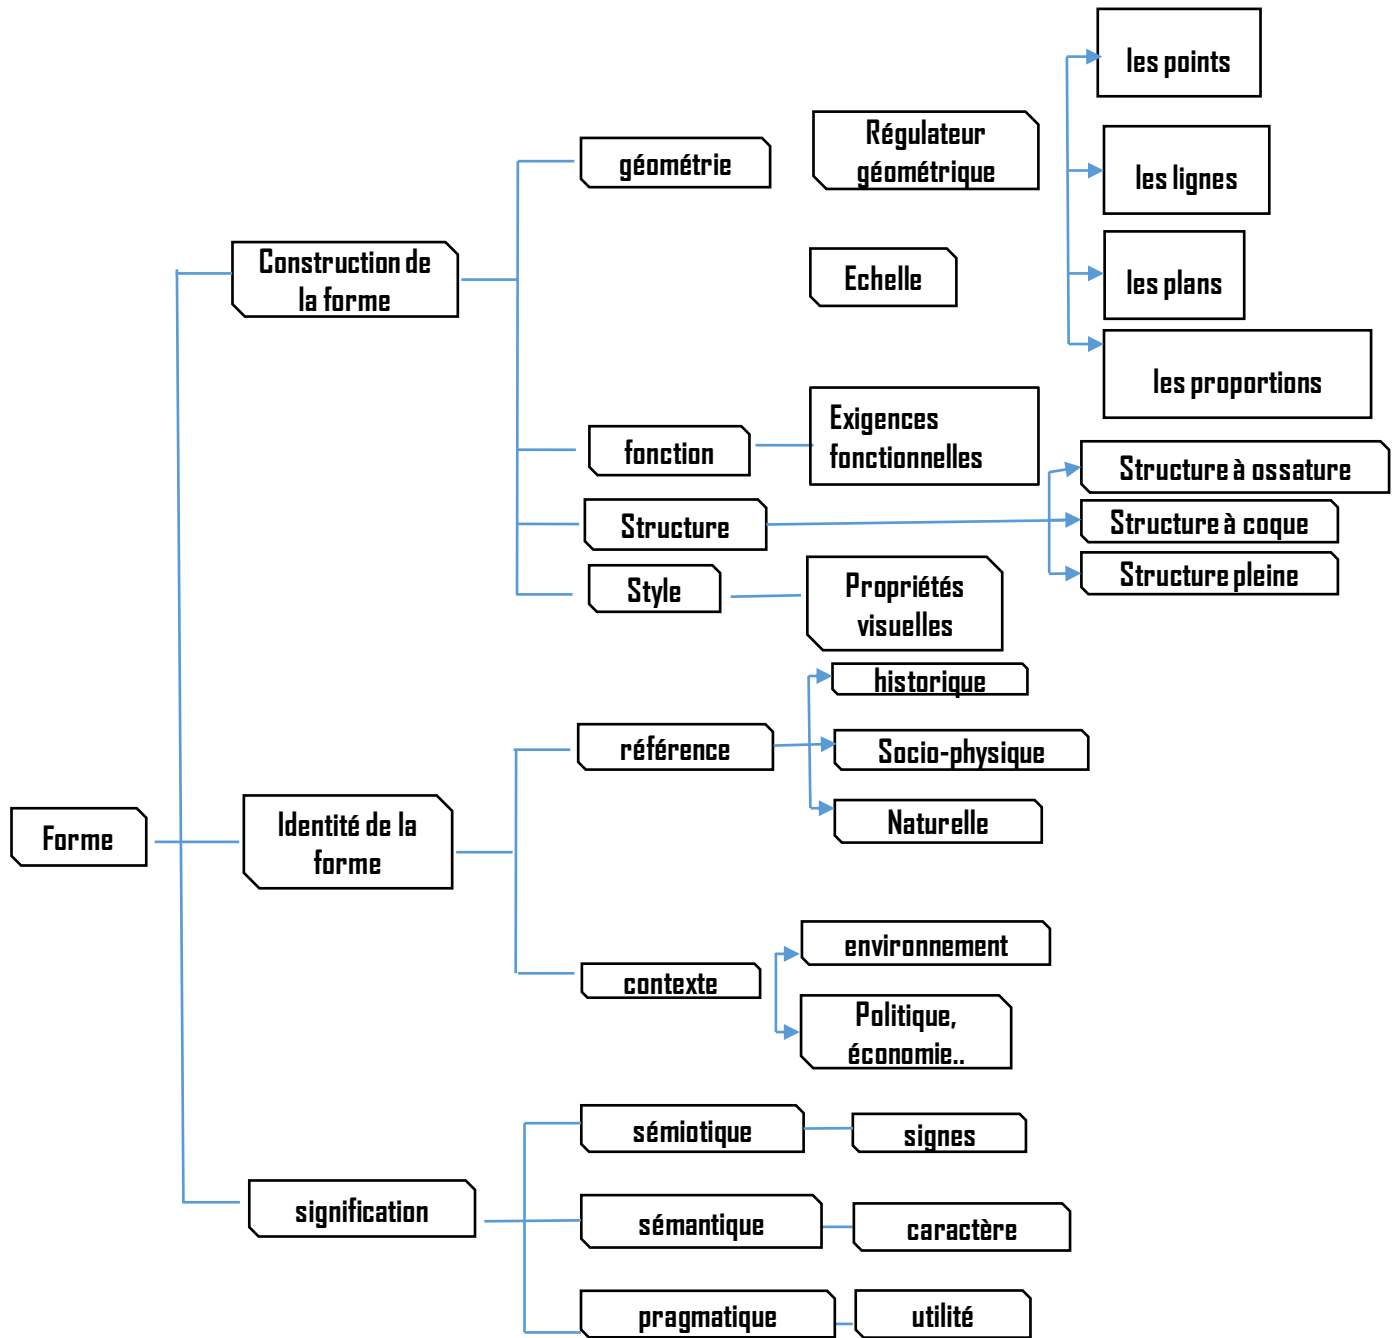 les points
Régulateur
géométrique
géométrie
les lignes
Construction de
la forme
Echelle
les plans
les proportions
Exigences
fonctionnelles
fonction
Structure à ossature
Structure
Structure à coque
Structure pleine
Style
Propriétés
visuelles
historique
référence
Socio-physique
Forme
Identité de la
forme
Naturelle
environnement
contexte
Politique,
économie..
sémiotique
signes
signification
sémantique
caractère
pragmatique
utilité